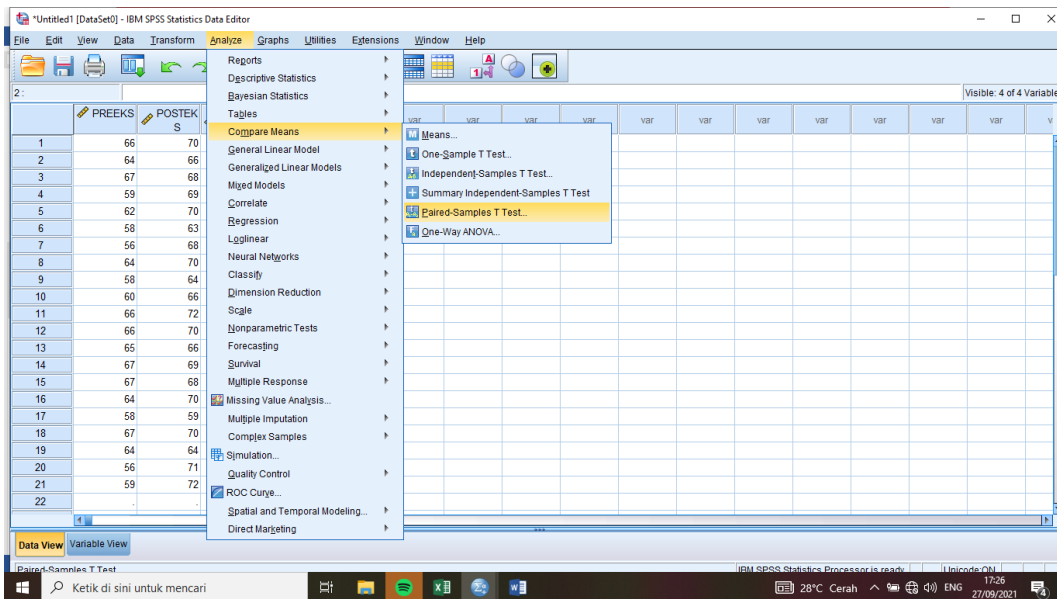 *Untitled1 [DataSet0] - IBM SPSS Statistics Data Editor
File Edit View Data Transform Analyze Graphs Utilities Extensions Window Help
2 :
Visible: 4 of 4 Variable
PREEKS POSTEKS var var var var var var var var var var var
1 66 70
2 64 66
3 67 68
4 59 69
5 62 70
6 58 63
7 56 68
8 64 70
9 58 64
10 60 66
11 66 72
12 66 70
13 65 66
14 67 69
15 67 68
16 64 70
17 58 59
18 67 70
19 64 64
20 56 71
21 59 72
22 . .
Reports
Descriptive Statistics
Bayesian Statistics
Tables
Compare Means
General Linear Model
Generalized Linear Models
Mixed Models
Correlate
Regression
Loglinear
Neural Networks
Classify
Dimension Reduction
Scale
Nonparametric Tests
Forecasting
Survival
Multiple Response
Missing Value Analysis...
Multiple Imputation
Complex Samples
Simulation...
Quality Control
ROC Curve...
Spatial and Temporal Modeling...
Direct Marketing
Means...
One-Sample T Test...
Independent-Samples T Test...
Summary Independent-Samples T Test
Paired-Samples T Test...
One-Way ANOVA...
Data View Variable View
Paired-Samples T Test IBM SPSS Statistics Processor is ready Unicode:ON
Ketik di sini untuk mencari
28°C Cerah ENG
17:26
27/09/2021